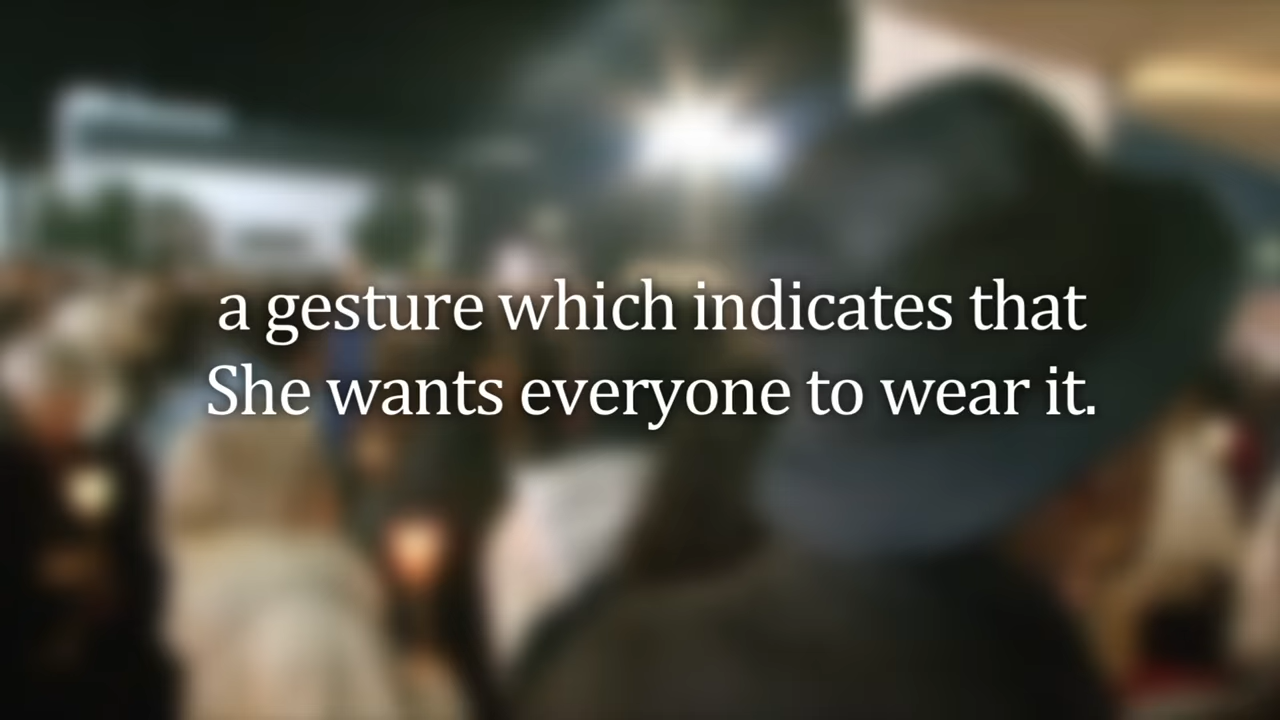 a gesture which indicates that
She wants everyone to wear it.